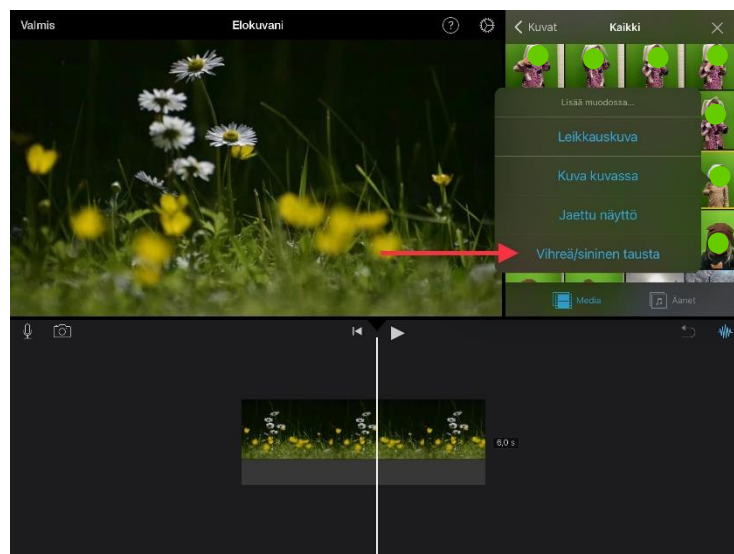 Valmis
Elokuvani
?
Kuvat
Kaikki
Lisää muodossa...
Leikkauskuva
Kuva kuvassa
Jaettu näyttö
Vihreä/sininen tausta
Media
Äänet
6,0 s